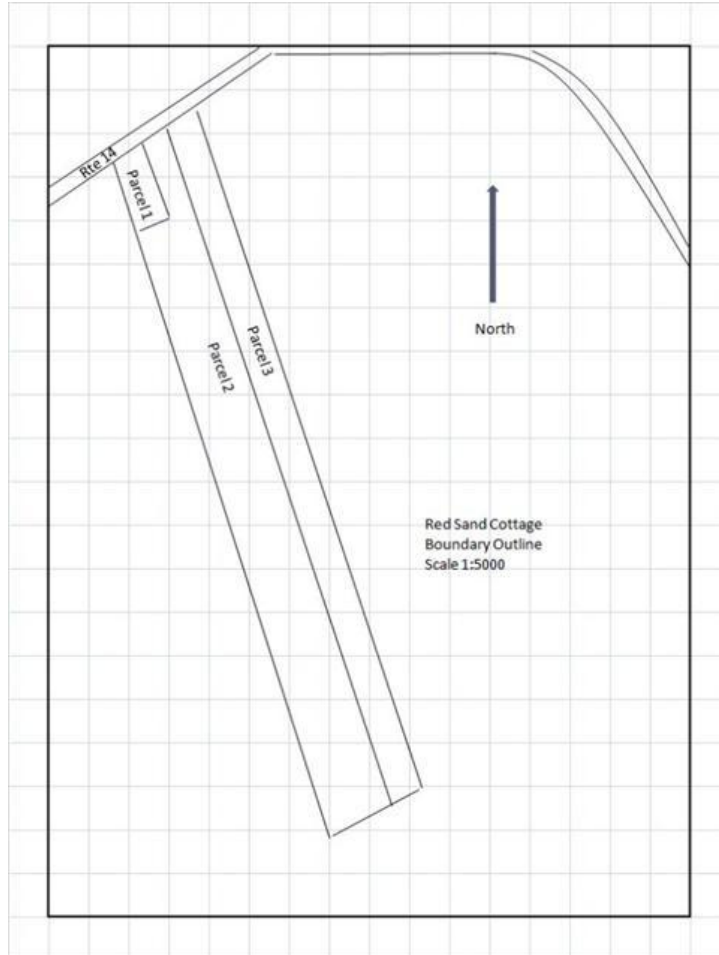 Rte 14
Parcel 1
Parcel 2
Parcel 3
North
Red Sand Cottage
Boundary Outline
Scale 1:5000